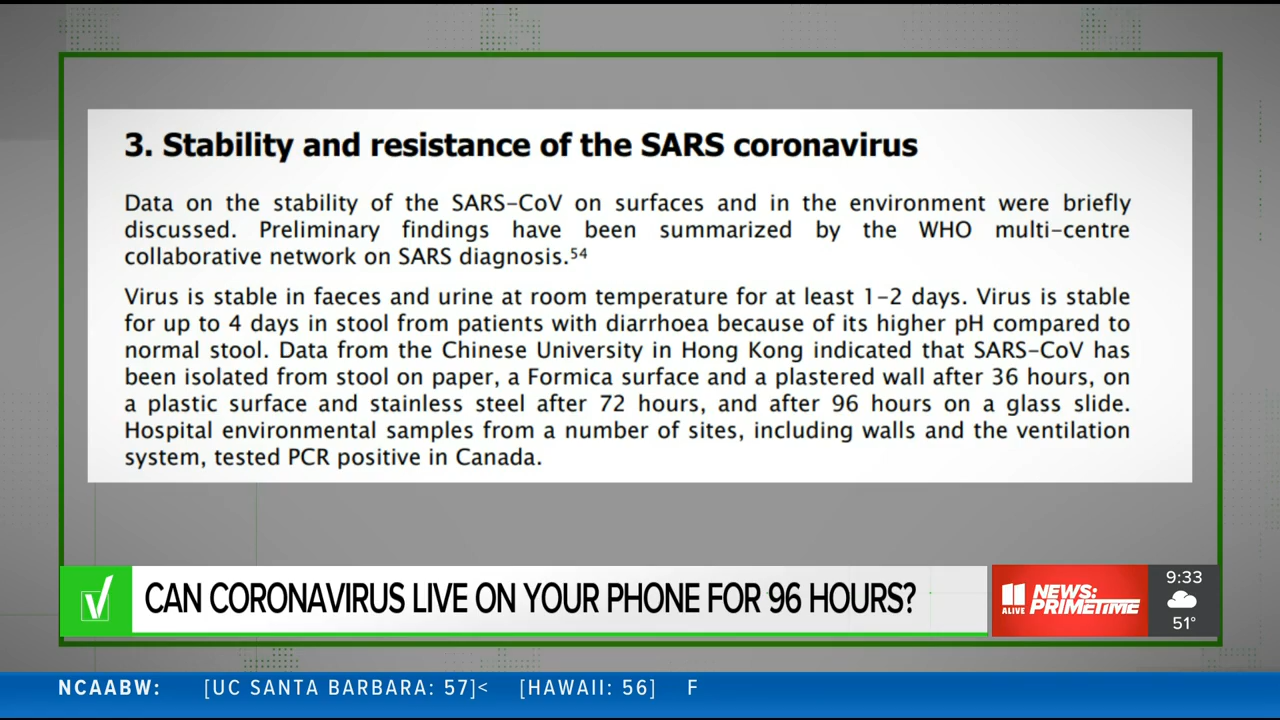 3. Stability and resistance of the SARS coronavirus
Data on the stability of the SARS-CoV on surfaces and in the environment were briefly
discussed. Preliminary findings have been summarized by the WHO multi-centre
collaborative network on SARS diagnosis.54
Virus is stable in faeces and urine at room temperature for at least 1-2 days. Virus is stable
for up to 4 days in stool from patients with diarrhoea because of its higher pH compared to
normal stool. Data from the Chinese University in Hong Kong indicated that SARS-CoV has
been isolated from stool on paper, a Formica surface and a plastered wall after 36 hours, on
a plastic surface and stainless steel after 72 hours, and after 96 hours on a glass slide.
Hospital environmental samples from a number of sites, including walls and the ventilation
system, tested PCR positive in Canada.
CAN CORONAVIRUS LIVE ON YOUR PHONE FOR 96 HOURS?
11 ALIVE NEWS: PRIMETIME
9:33
51°
NCAABW: [UC SANTA BARBARA: 57]< [HAWAII: 56] F